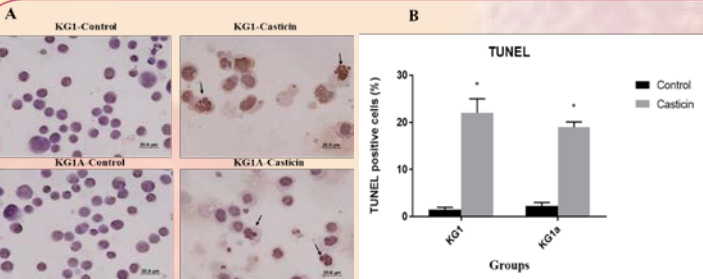 A
KG1-Control
KG1-Casticin
KG1A-Control
KG1A-Casticin
B
TUNEL
TUNEL positive cells (%)
30
20
10
0
*
*
Control
Casticin
KG1
KG1a
Groups